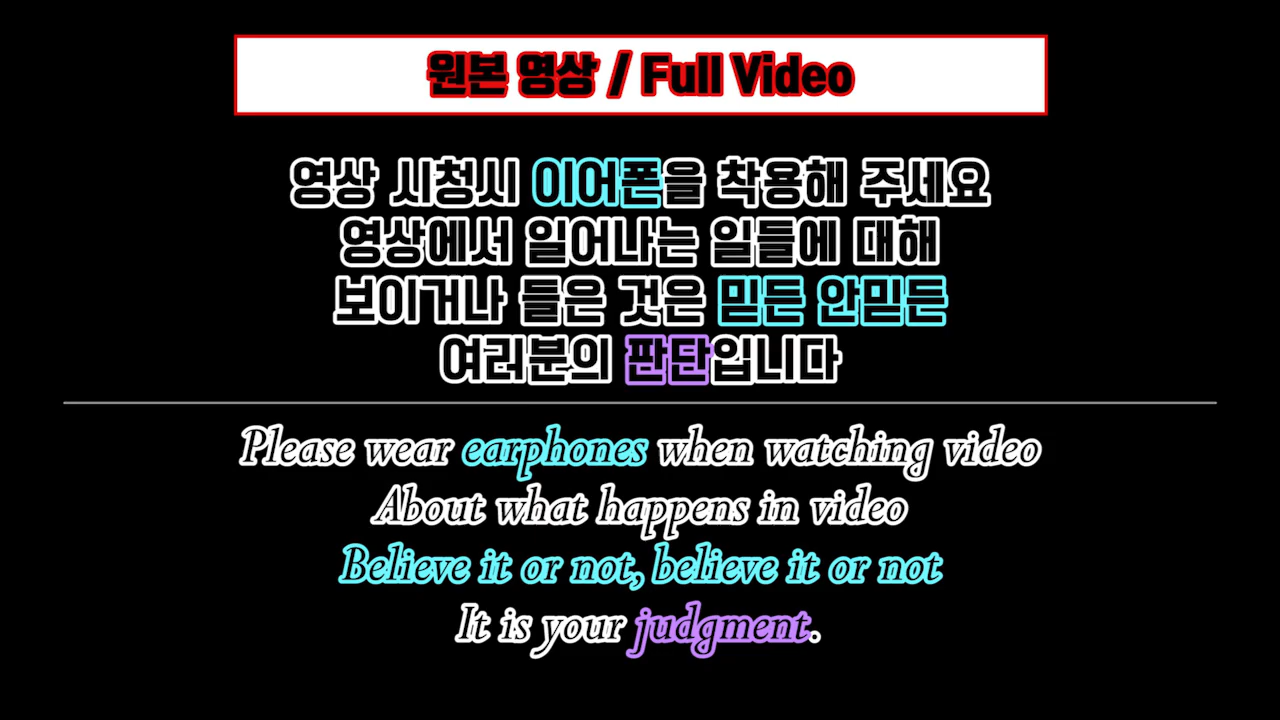 원본 영상 / Full Video
영상 시청시 이어폰을 착용해 주세요
영상에서 일어나는 일들에 대해
보이거나 들은 것은 믿든 안믿든
여러분의 판단입니다
Please wear earphones when watching video
About what happens in video
Believe it or not, believe it or not
It is your judgment.